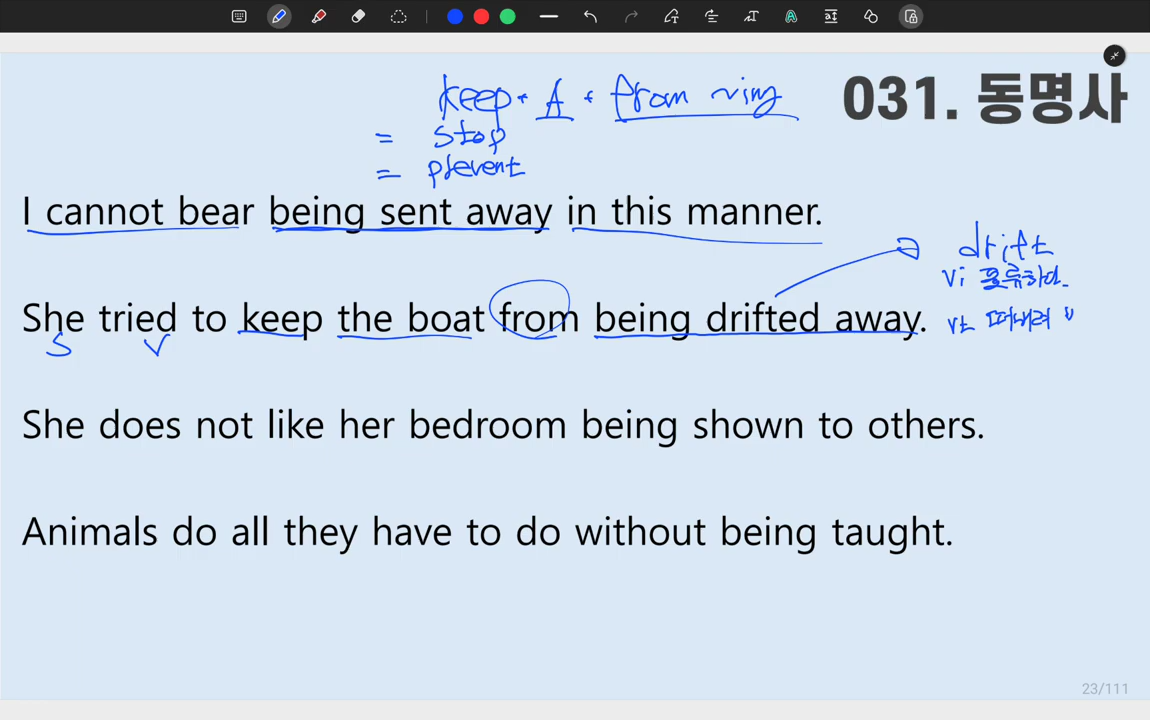 keep + A + from ~ing
031. 동명사
= stop
= prevent
I cannot bear being sent away in this manner.
drift
vi 표류하다.
She tried to keep the boat from being drifted away.
vt 떠내려
S V
She does not like her bedroom being shown to others.
Animals do all they have to do without being taught.
23/111